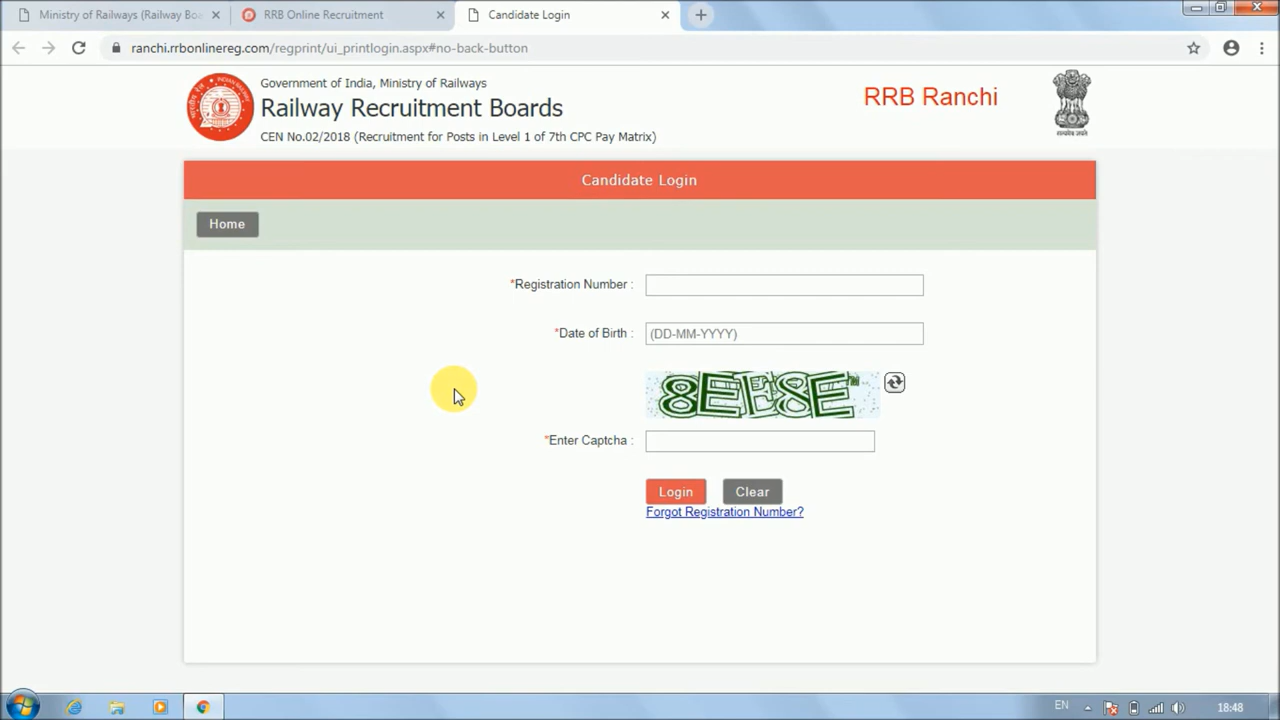 Ministry of Railways (Railway Bo
RRB Online Recruitment
Candidate Login
ranchi.rrbonlinereg.com/regprint/ui_printlogin.aspx#no-back-button
Government of India, Ministry of Railways
Railway Recruitment Boards
CEN No.02/2018 (Recruitment for Posts in Level 1 of 7th CPC Pay Matrix)
RRB Ranchi
सत्यमेव जयते
Candidate Login
Home
*Registration Number :
*Date of Birth :
(DD-MM-YYYY)
8EE8E
*Enter Captcha :
Login
Clear
Forgot Registration Number?
EN
18:48